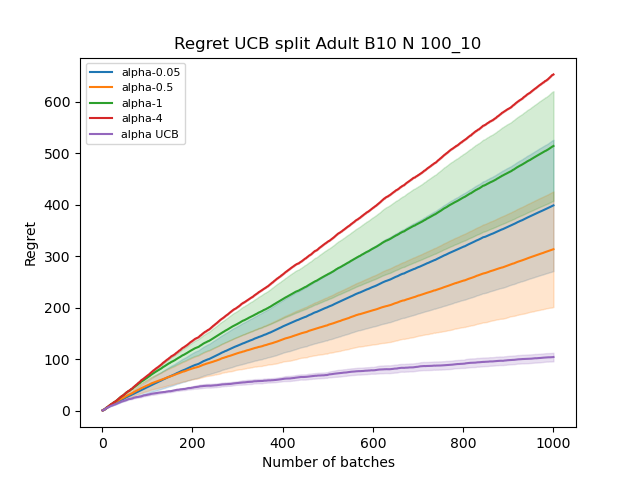 Regret UCB split Adult B10 N 100_10
alpha-0.05
alpha-0.5
alpha-1
alpha-4
alpha UCB
Regret
600
500
400
300
200
100
0
0 200 400 600 800 1000
Number of batches